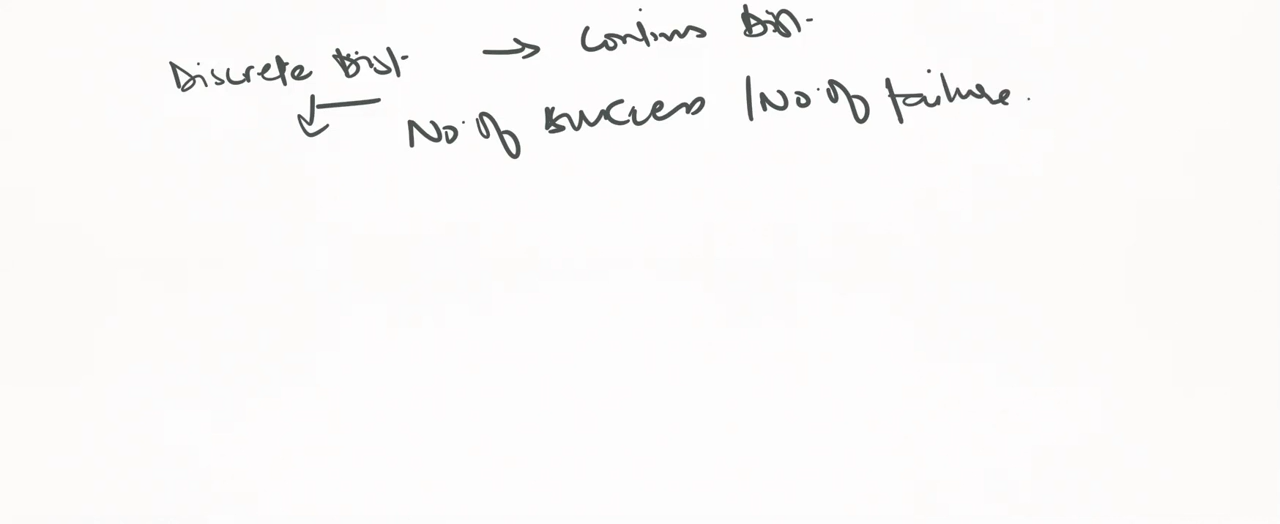 Discrete Dist. → Continus Dist.
No. of success / No. of failure.